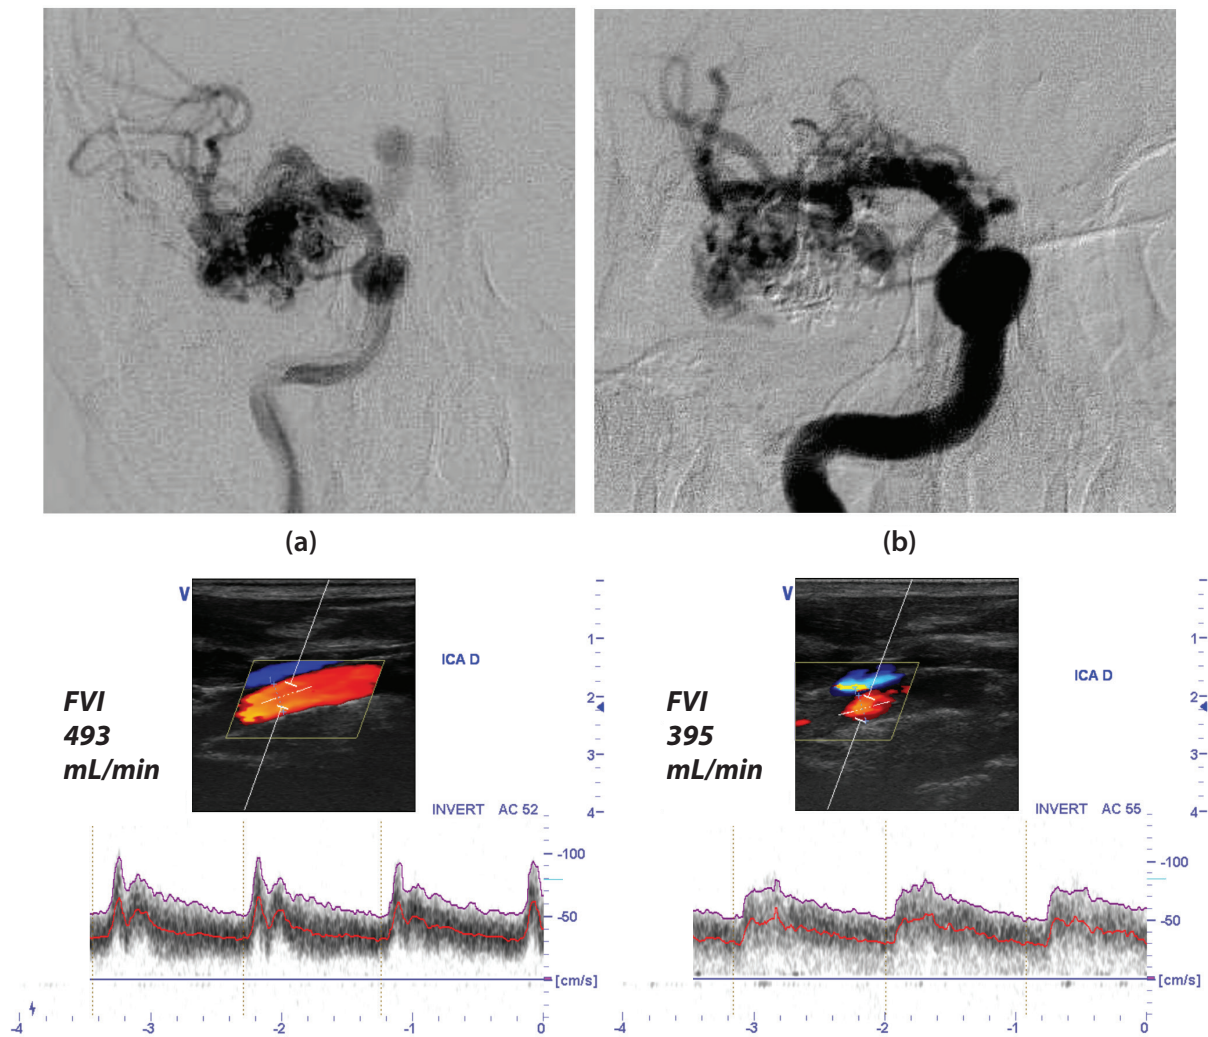 (a)
(b)
V
ICA D
FVI
493
mL/min
1
2
3
4
INVERT AC 52
-100
-50
[cm/s]
-4 -3 -2 -1 0
V
ICA D
FVI
395
mL/min
1
2
3
4
INVERT AC 55
-100
-50
[cm/s]
-4 -3 -2 -1 0